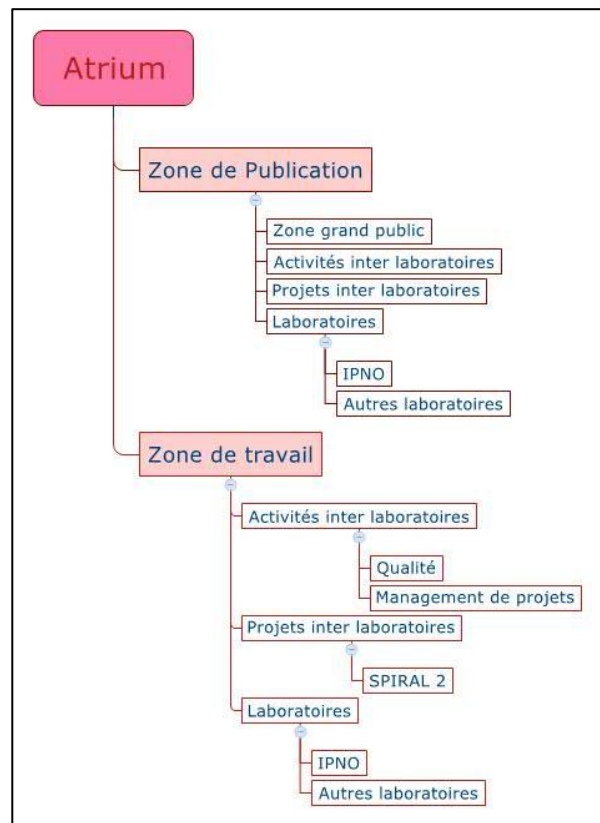 Atrium
Zone de Publication
Zone grand public
Activités inter laboratoires
Projets inter laboratoires
Laboratoires
IPNO
Autres laboratoires
Zone de travail
Activités inter laboratoires
Qualité
Management de projets
Projets inter laboratoires
SPIRAL 2
Laboratoires
IPNO
Autres laboratoires